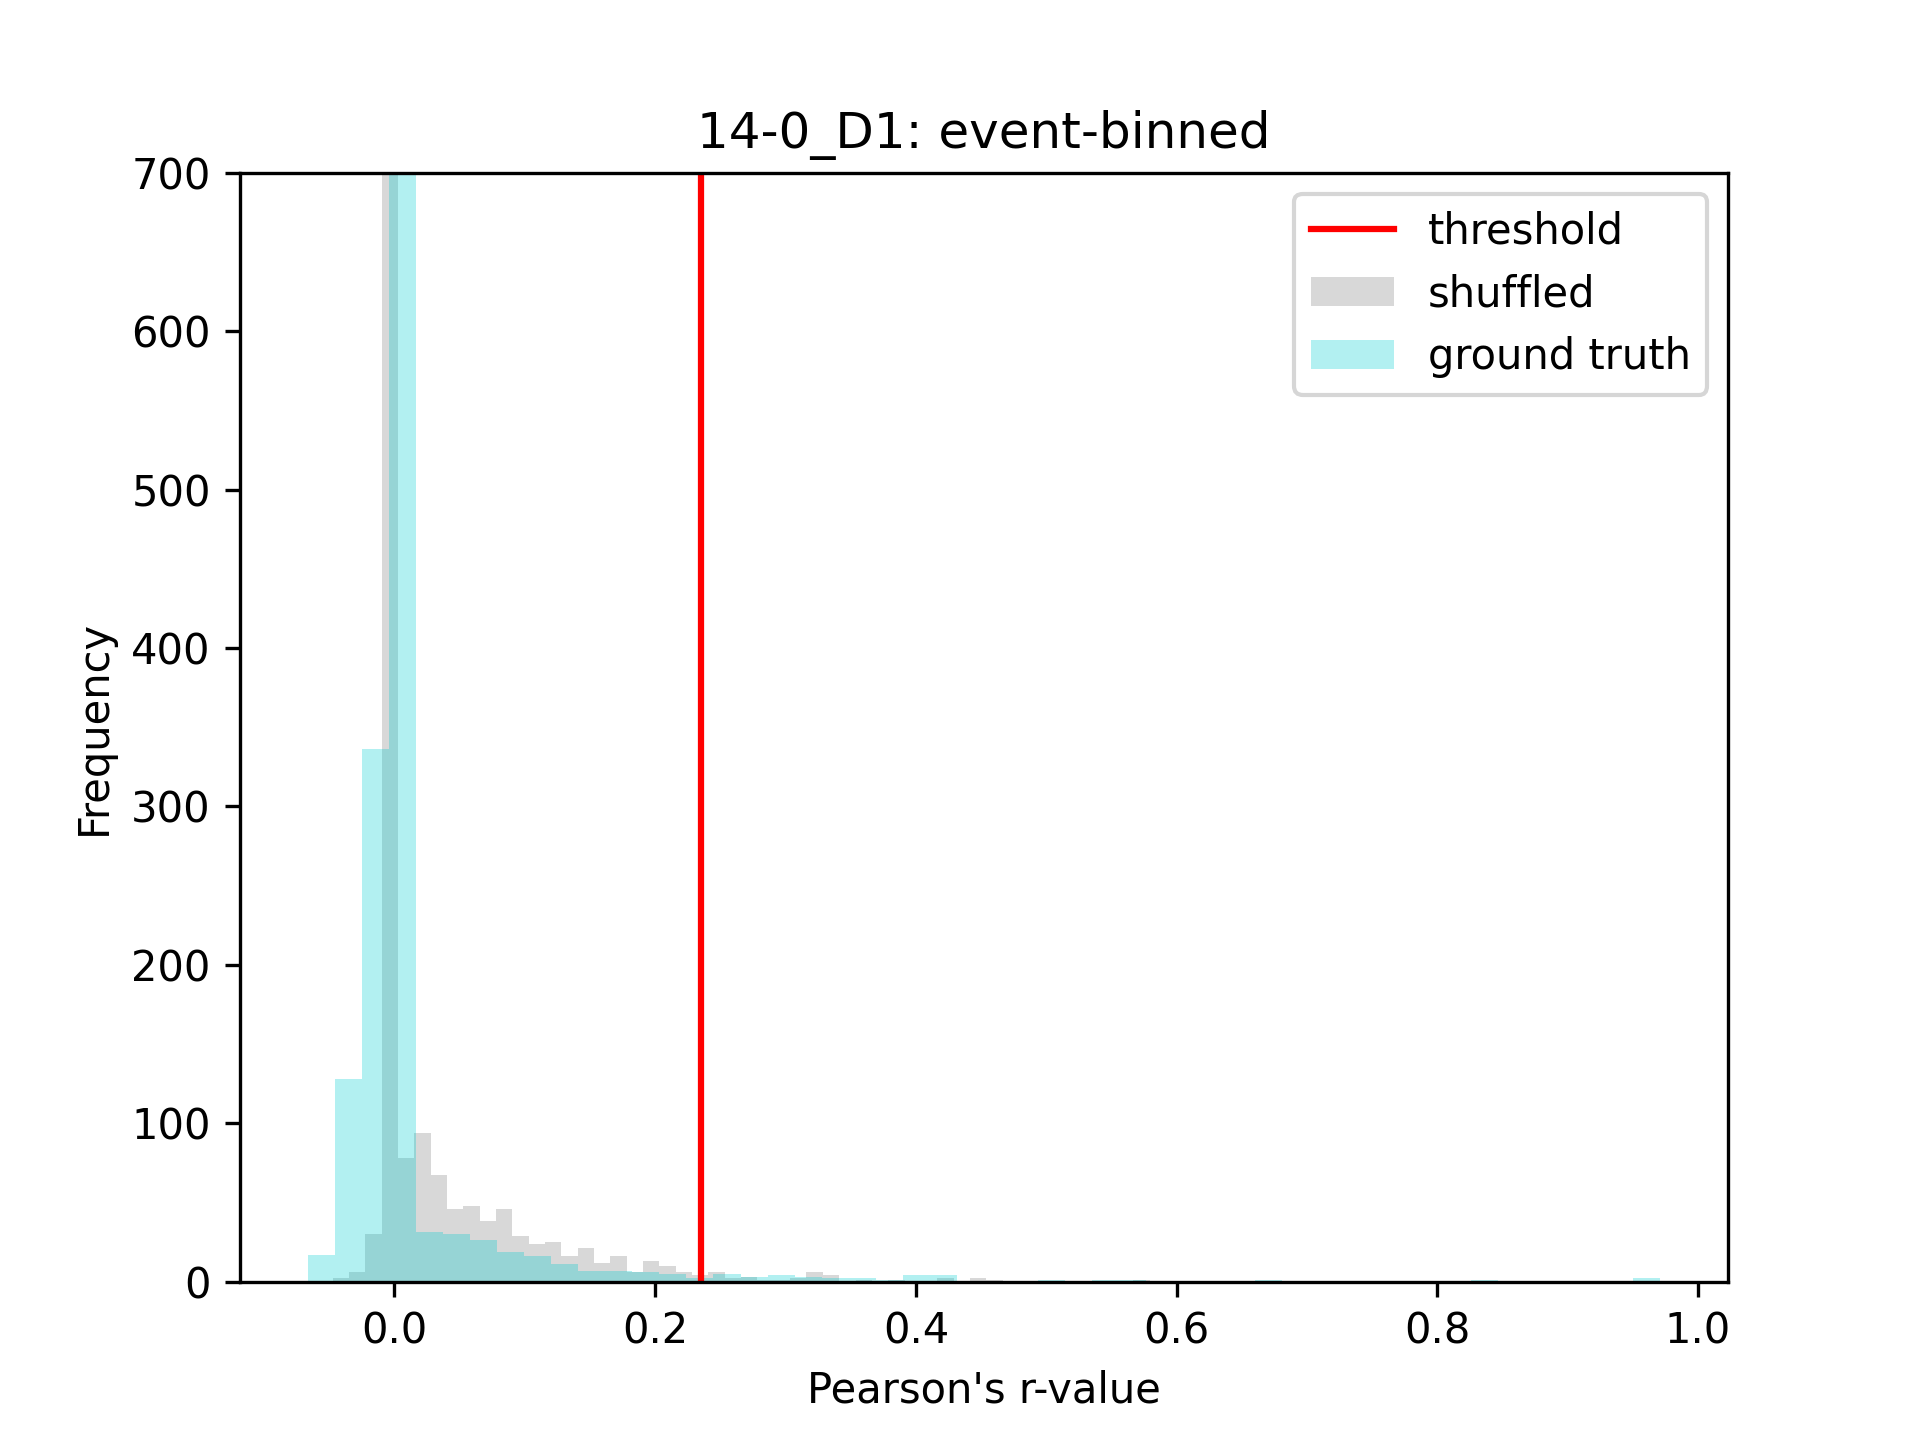 14-0_D1: event-binned
700
600
500
400
300
200
100
0
Frequency
threshold
shuffled
ground truth
0.0 0.2 0.4 0.6 0.8 1.0
Pearson's r-value